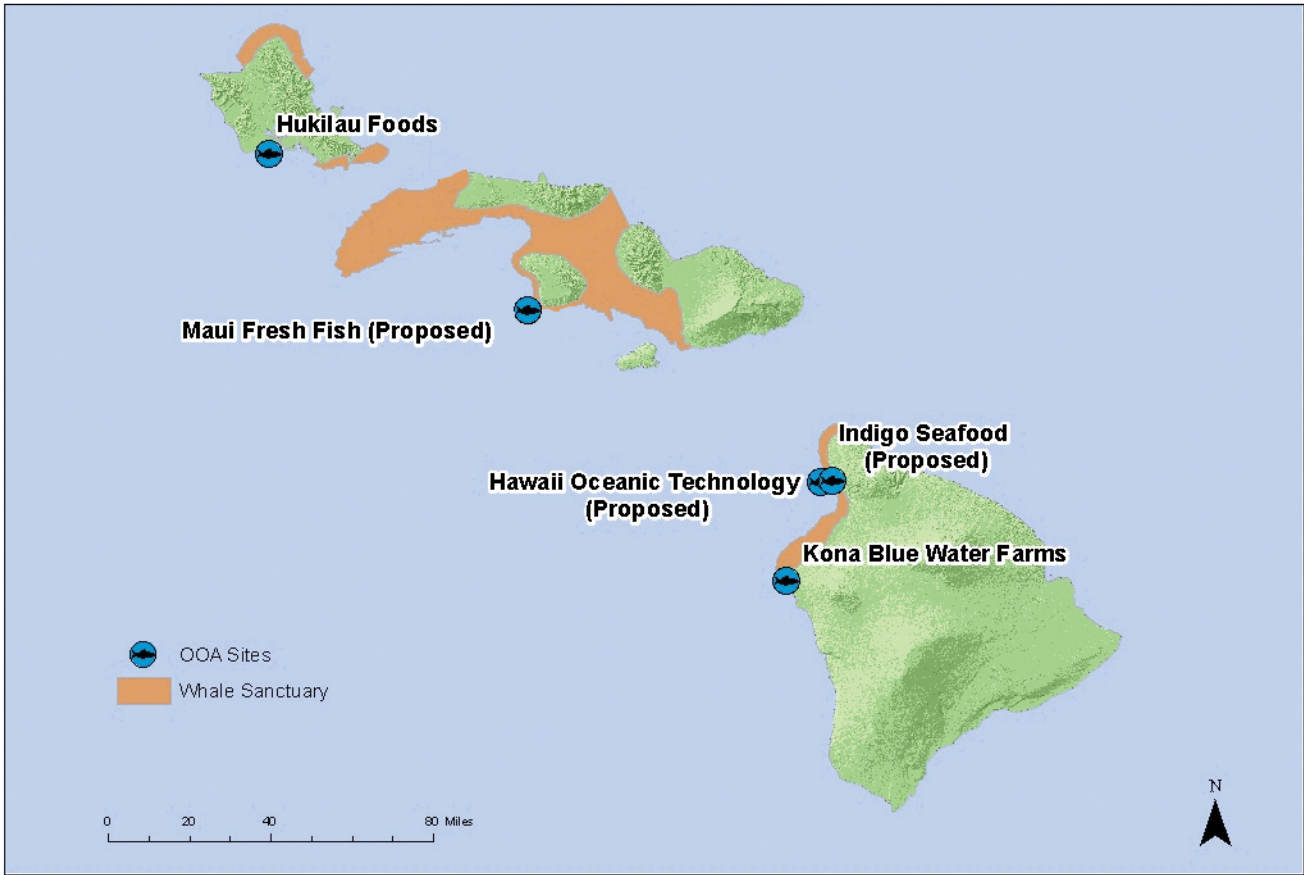 Hukilau Foods
Maui Fresh Fish (Proposed)
Indigo Seafood
(Proposed)
Hawaii Oceanic Technology
(Proposed)
Kona Blue Water Farms
OOA Sites
Whale Sanctuary
0 20 40 80 Miles
N